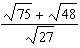 (√75 + √48) / √27